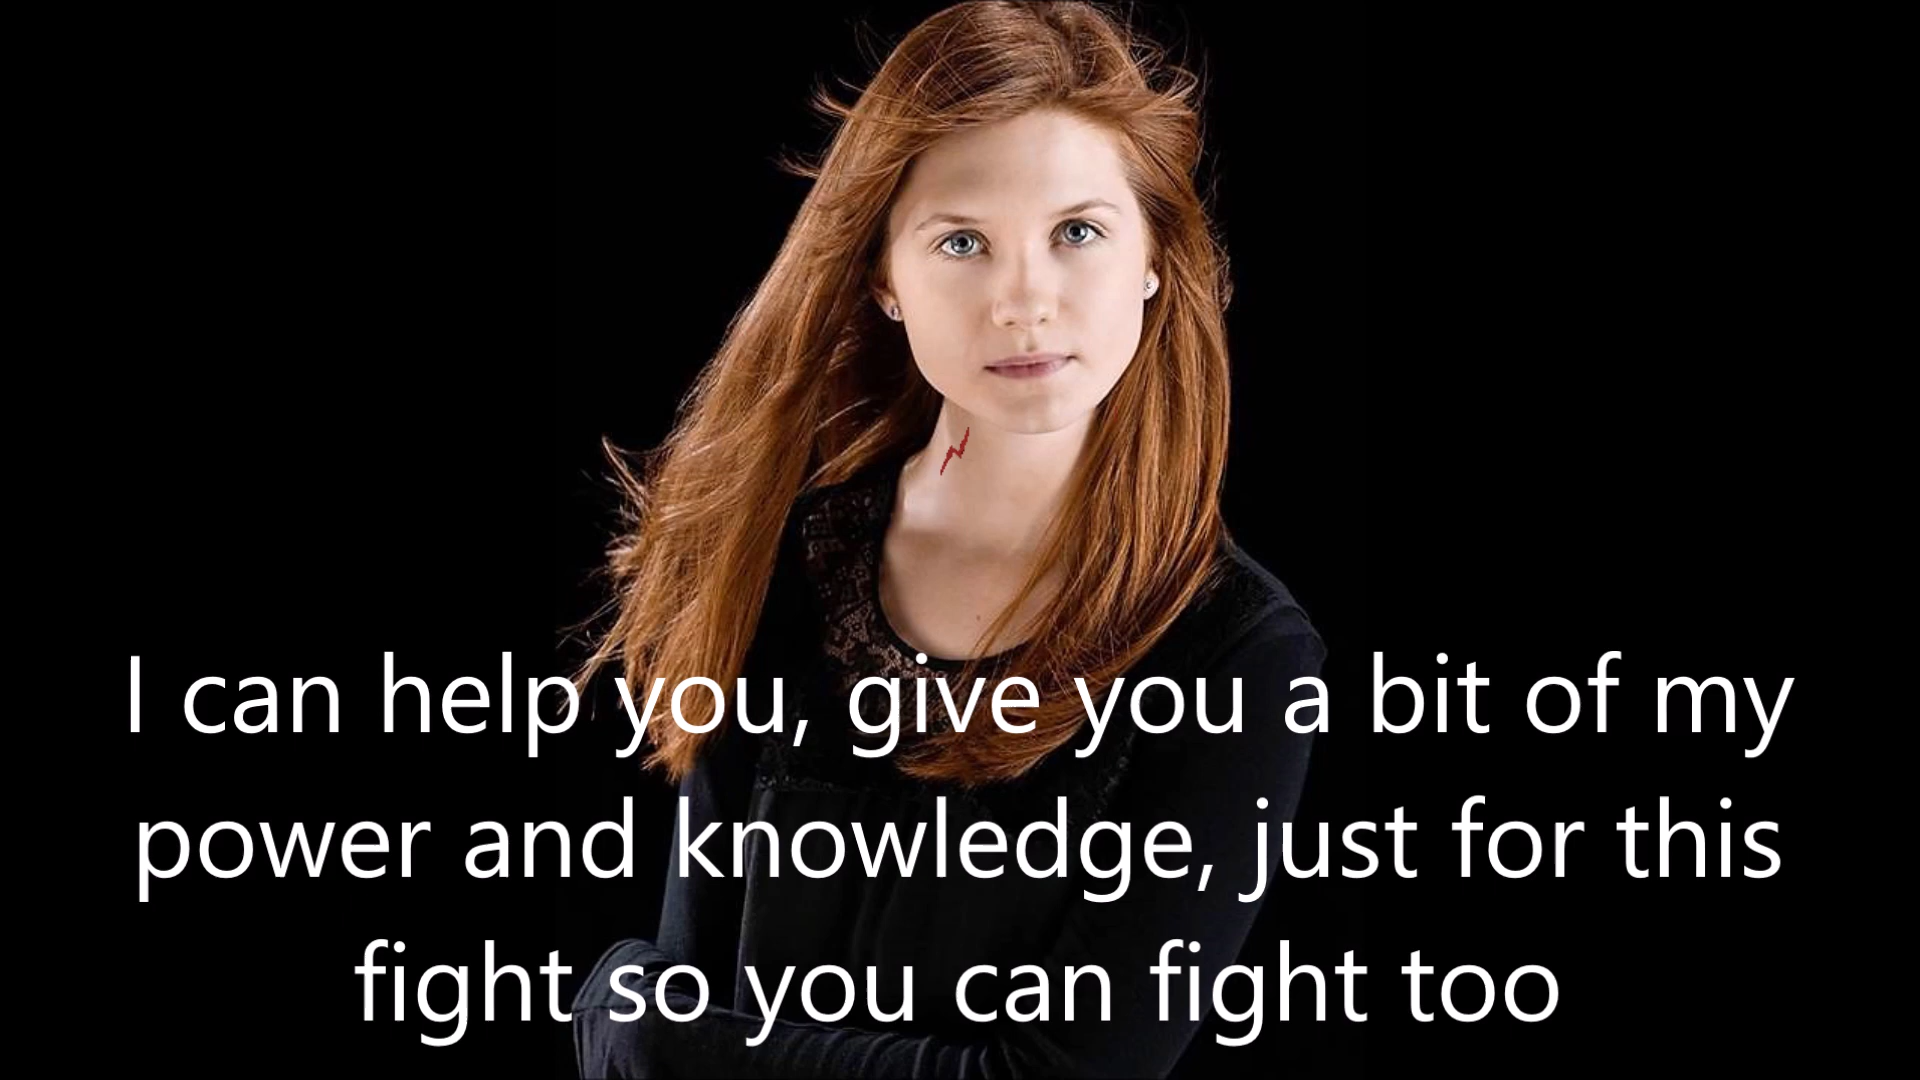 I can help you, give you a bit of my
power and knowledge, just for this
fight so you can fight too